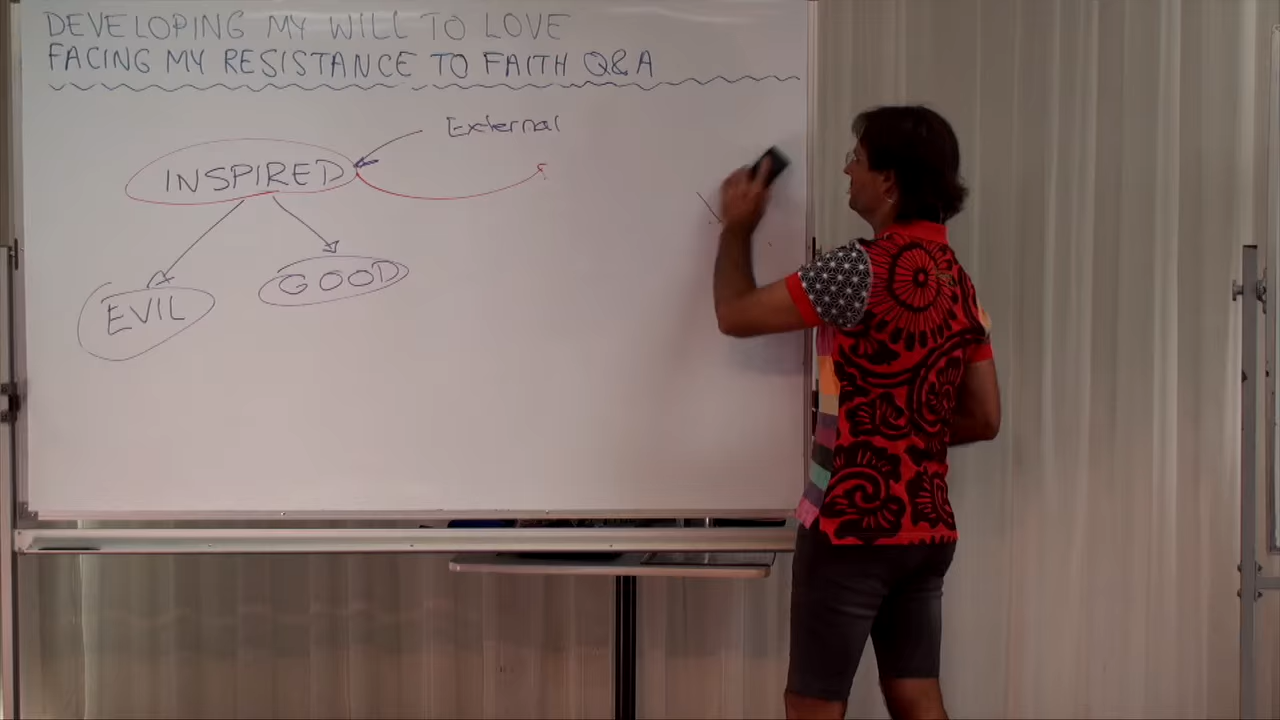 DEVELOPING MY WILL TO LOVE
FACING MY RESISTANCE TO FAITH Q&A
External
INSPIRED
EVIL
GOOD